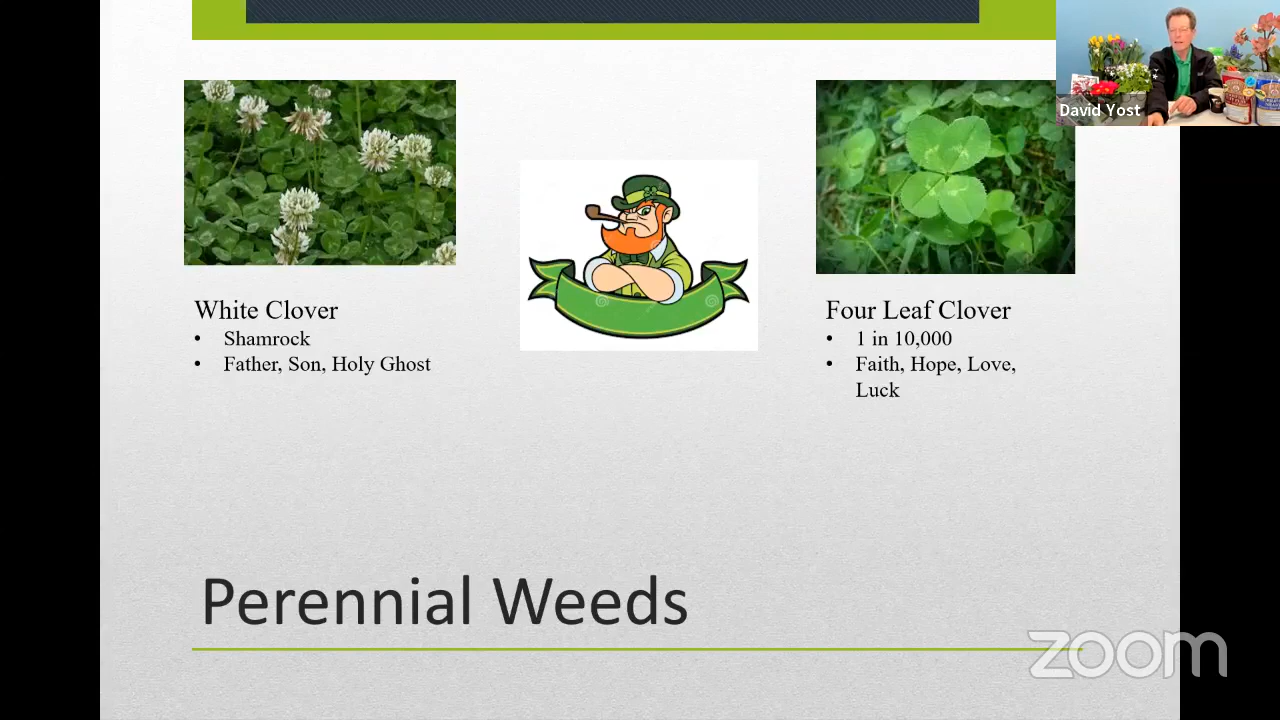 David Yost
White Clover
• Shamrock
• Father, Son, Holy Ghost
Four Leaf Clover
• 1 in 10,000
• Faith, Hope, Love,
Luck
Perennial Weeds
zoom